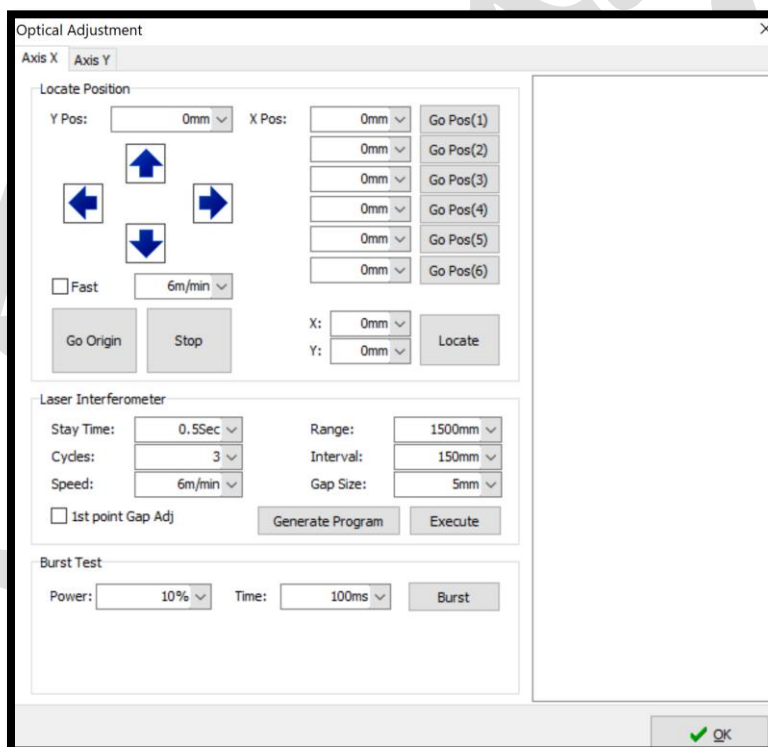 Optical Adjustment
Axis X Axis Y
Locate Position
Y Pos: 0mm X Pos: 0mm Go Pos(1)
0mm Go Pos(2)
0mm Go Pos(3)
0mm Go Pos(4)
0mm Go Pos(5)
0mm Go Pos(6)
Fast 6m/min
Go Origin Stop X: 0mm Locate
Y: 0mm
Laser Interferometer
Stay Time: 0.5Sec Range: 1500mm
Cycles: 3 Interval: 150mm
Speed: 6m/min Gap Size: 5mm
1st point Gap Adj Generate Program Execute
Burst Test
Power: 10% Time: 100ms Burst
OK